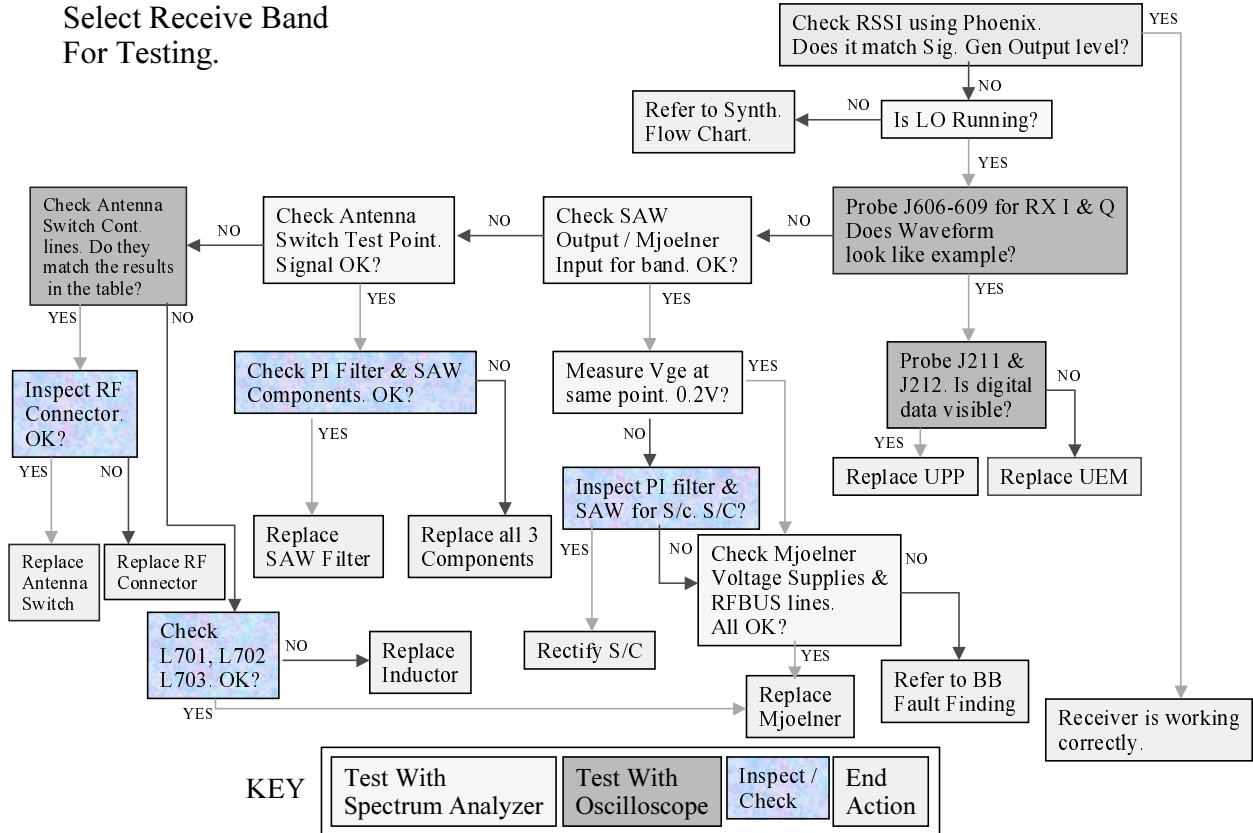 Select Receive Band
For Testing.
Check RSSI using Phoenix.
Does it match Sig. Gen Output level?
YES
NO
Is LO Running?
NO
Refer to Synth.
Flow Chart.
YES
Probe J606-609 for RX I & Q
Does Waveform
look like example?
NO
Check SAW
Output / Mjoelner
Input for band. OK?
NO
Check Antenna
Switch Test Point.
Signal OK?
NO
Check Antenna
Switch Cont.
lines. Do they
match the results
in the table?
YES
NO
YES
YES
YES
Inspect RF
Connector.
OK?
YES
NO
Check PI Filter & SAW
Components. OK?
NO
YES
Measure Vge at
same point. 0.2V?
YES
NO
Probe J211 &
J212. Is digital
data visible?
NO
YES
Replace UPP
Replace UEM
Inspect PI filter &
SAW for S/c. S/C?
YES
NO
Replace
SAW Filter
Replace all 3
Components
Replace
Antenna
Switch
Replace RF
Connector
Check Mjoelner
Voltage Supplies &
RFBUS lines.
All OK?
NO
YES
Check
L701, L702
L703. OK?
NO
YES
Replace
Inductor
Rectify S/C
Replace
Mjoelner
Refer to BB
Fault Finding
Receiver is working
correctly.
KEY
Test With
Spectrum Analyzer
Test With
Oscilloscope
Inspect /
Check
End
Action